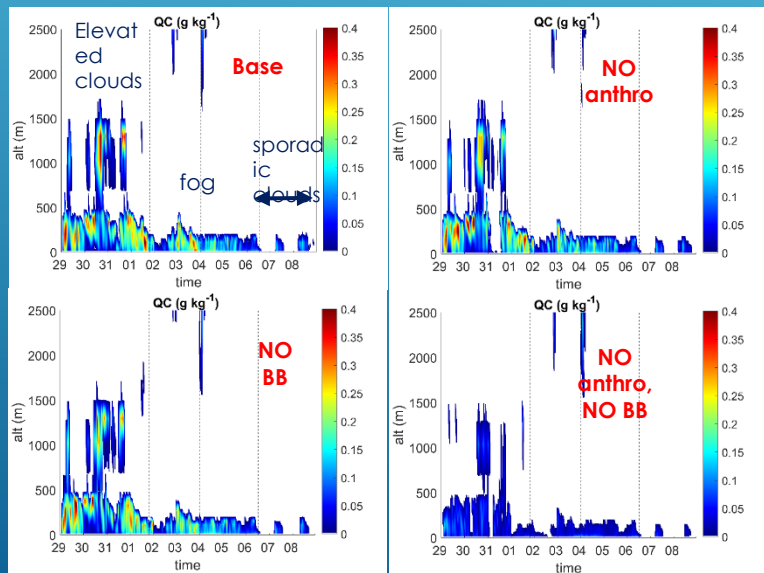 QC (g kg-1)
Elevat
ed
clouds
Base
fog
sporad
ic
clouds
alt (m)
2500
2000
1500
1000
500
0
29 30 31 01 02 03 04 05 06 07 08
time
0.4
0.35
0.3
0.25
0.2
0.15
0.1
0.05
0
QC (g kg-1)
NO
anthro
alt (m)
2500
2000
1500
1000
500
0
29 30 31 01 02 03 04 05 06 07 08
time
0.4
0.35
0.3
0.25
0.2
0.15
0.1
0.05
0
QC (g kg-1)
NO
BB
alt (m)
2500
2000
1500
1000
500
0
29 30 31 01 02 03 04 05 06 07 08
time
0.4
0.35
0.3
0.25
0.2
0.15
0.1
0.05
0
QC (g kg-1)
NO
anthro,
NO BB
alt (m)
2500
2000
1500
1000
500
0
29 30 31 01 02 03 04 05 06 07 08
time
0.4
0.35
0.3
0.25
0.2
0.15
0.1
0.05
0